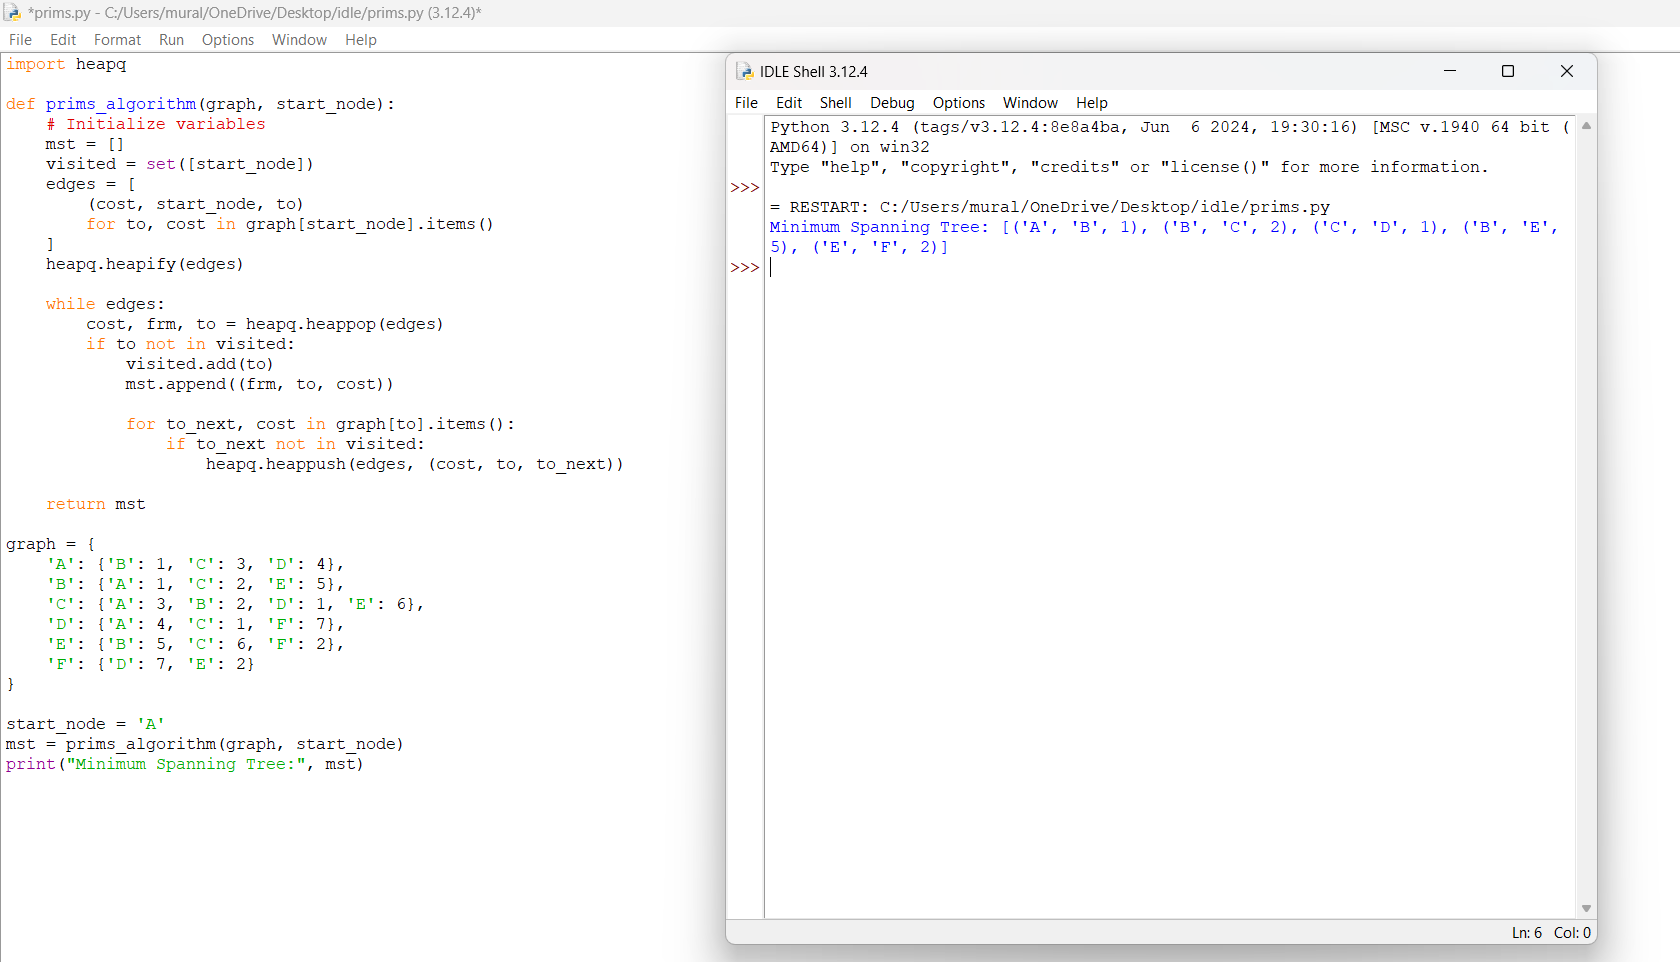 *prims.py - C:/Users/mural/OneDrive/Desktop/idle/prims.py (3.12.4)*
File Edit Format Run Options Window Help
import heapq
def prims_algorithm(graph, start_node):
    # Initialize variables
    mst = []
    visited = set([start_node])
    edges = [
        (cost, start_node, to)
        for to, cost in graph[start_node].items()
    ]
    heapq.heapify(edges)
    while edges:
        cost, frm, to = heapq.heappop(edges)
        if to not in visited:
            visited.add(to)
            mst.append((frm, to, cost))
            for to_next, cost in graph[to].items():
                if to_next not in visited:
                    heapq.heappush(edges, (cost, to, to_next))
    return mst
graph = {
    'A': {'B': 1, 'C': 3, 'D': 4},
    'B': {'A': 1, 'C': 2, 'E': 5},
    'C': {'A': 3, 'B': 2, 'D': 1, 'E': 6},
    'D': {'A': 4, 'C': 1, 'F': 7},
    'E': {'B': 5, 'C': 6, 'F': 2},
    'F': {'D': 7, 'E': 2}
}
start_node = 'A'
mst = prims_algorithm(graph, start_node)
print("Minimum Spanning Tree:", mst)
IDLE Shell 3.12.4
File Edit Shell Debug Options Window Help
Python 3.12.4 (tags/v3.12.4:8e8a4ba, Jun  6 2024, 19:30:16) [MSC v.1940 64 bit (
AMD64)] on win32
Type "help", "copyright", "credits" or "license()" for more information.
>>>
= RESTART: C:/Users/mural/OneDrive/Desktop/idle/prims.py
Minimum Spanning Tree: [('A', 'B', 1), ('B', 'C', 2), ('C', 'D', 1), ('B', 'E',
5), ('E', 'F', 2)]
>>>
Ln: 6 Col: 0